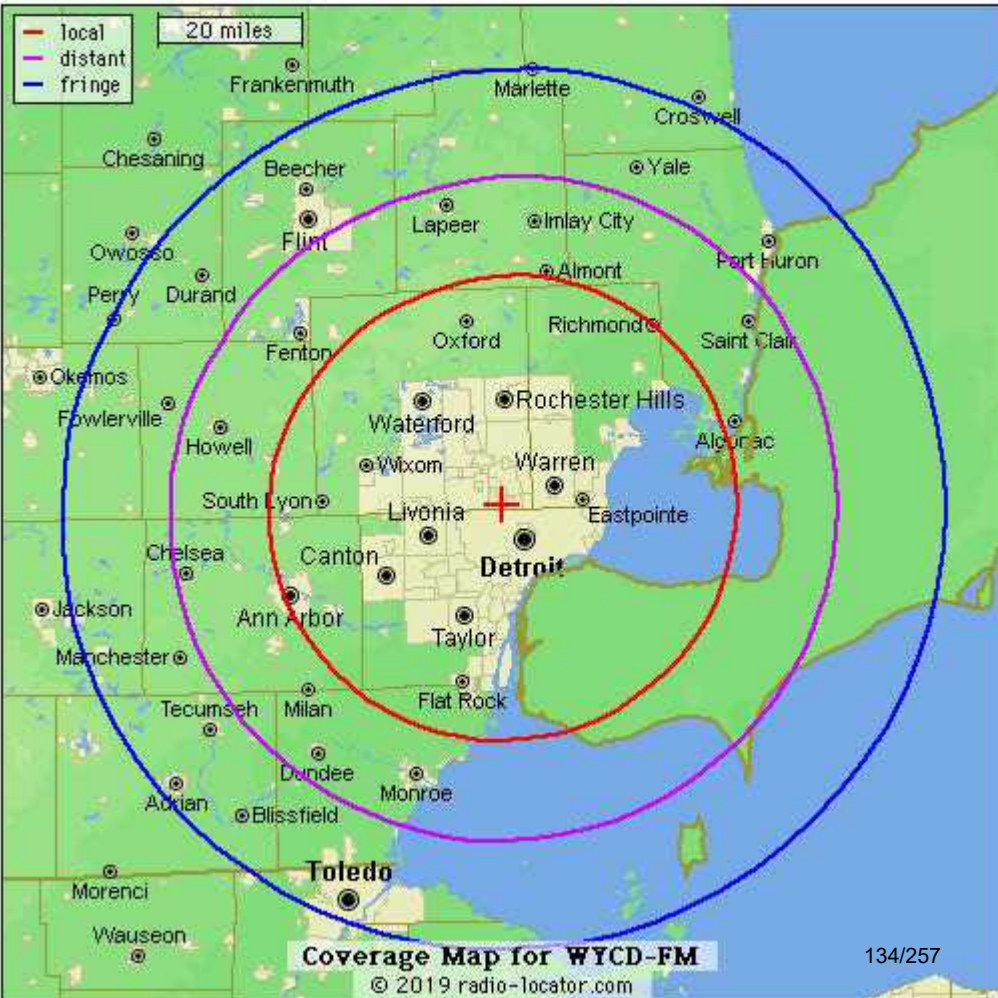 local
distant
fringe
20 miles
Frankenmuth
Marlette
Croswell
Chesaning
Beecher
Yale
Lapeer
Imlay City
Flint
Owosso
Port Huron
Almont
Perry
Durand
Richmond
Saint Clair
Oxford
Fenton
Okemos
Fowlerville
Rochester Hills
Waterford
Howell
Algonac
Wixom
Warren
South Lyon
Livonia
Eastpointe
Chelsea
Canton
Detroit
Jackson
Ann Arbor
Taylor
Manchester
Tecumseh
Milan
Flat Rock
Dundee
Adrian
Monroe
Blissfield
Toledo
Morenci
Wauseon
Coverage Map for WYCD-FM
134/257
© 2019 radio-locator.com